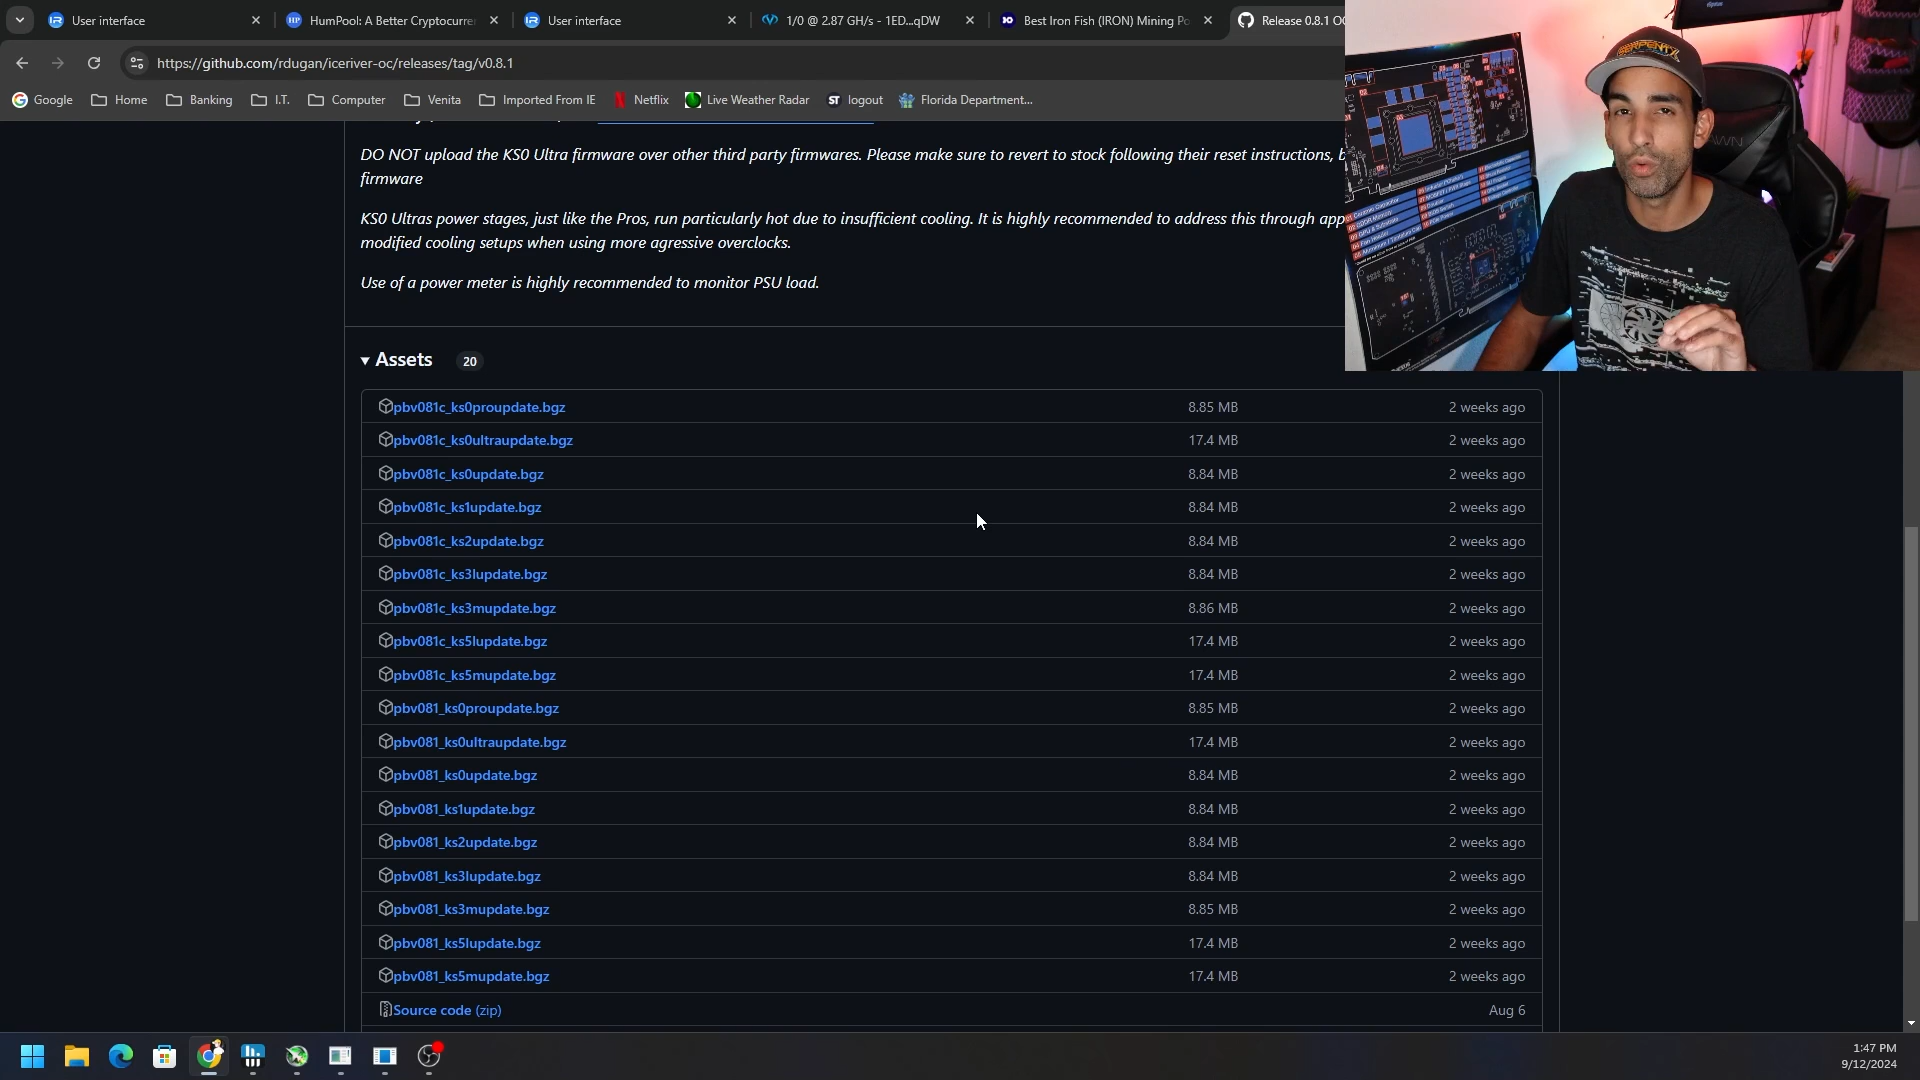 User interface
HumPool: A Better Cryptocurre
User interface
1/0 @ 2.87 GH/s - 1ED...qDW
Best Iron Fish (IRON) Mining Po
Release 0.8.1 OC
https://github.com/rdugan/iceriver-oc/releases/tag/v0.8.1
Google
Home
Banking
I.T.
Computer
Venita
Imported From IE
Netflix
Live Weather Radar
ST logout
Florida Department...
DO NOT upload the KS0 Ultra firmware over other third party firmwares. Please make sure to revert to stock following their reset instructions, b
firmware
KS0 Ultras power stages, just like the Pros, run particularly hot due to insufficient cooling. It is highly recommended to address this through app
modified cooling setups when using more agressive overclocks.
Use of a power meter is highly recommended to monitor PSU load.
Assets 20
pbv081c_ks0proupdate.bgz 8.85 MB 2 weeks ago
pbv081c_ks0ultraupdate.bgz 17.4 MB 2 weeks ago
pbv081c_ks0update.bgz 8.84 MB 2 weeks ago
pbv081c_ks1update.bgz 8.84 MB 2 weeks ago
pbv081c_ks2update.bgz 8.84 MB 2 weeks ago
pbv081c_ks3lupdate.bgz 8.84 MB 2 weeks ago
pbv081c_ks3mupdate.bgz 8.86 MB 2 weeks ago
pbv081c_ks5lupdate.bgz 17.4 MB 2 weeks ago
pbv081c_ks5mupdate.bgz 17.4 MB 2 weeks ago
pbv081_ks0proupdate.bgz 8.85 MB 2 weeks ago
pbv081_ks0ultraupdate.bgz 17.4 MB 2 weeks ago
pbv081_ks0update.bgz 8.84 MB 2 weeks ago
pbv081_ks1update.bgz 8.84 MB 2 weeks ago
pbv081_ks2update.bgz 8.84 MB 2 weeks ago
pbv081_ks3lupdate.bgz 8.84 MB 2 weeks ago
pbv081_ks3mupdate.bgz 8.85 MB 2 weeks ago
pbv081_ks5lupdate.bgz 17.4 MB 2 weeks ago
pbv081_ks5mupdate.bgz 17.4 MB 2 weeks ago
Source code (zip) Aug 6
1:47 PM
9/12/2024